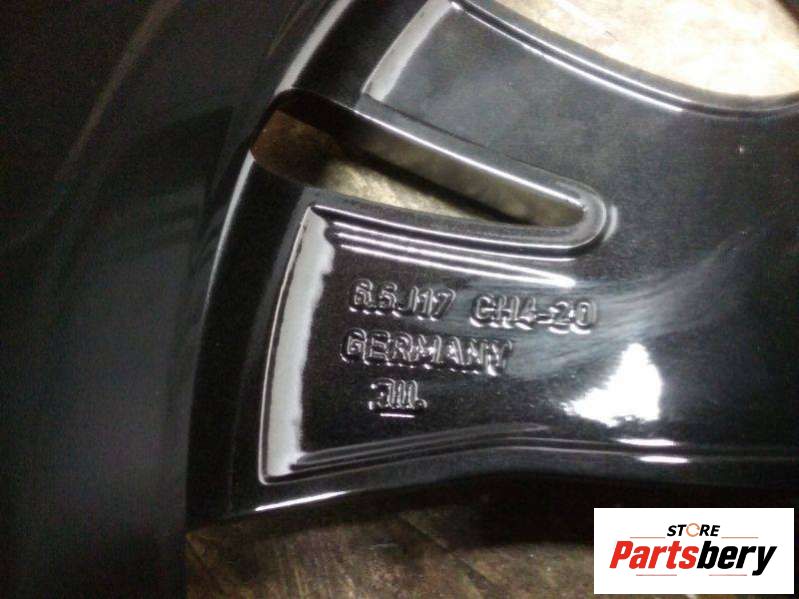 6.5J17 CH4-20
GERMANY
STORE
Partsbery